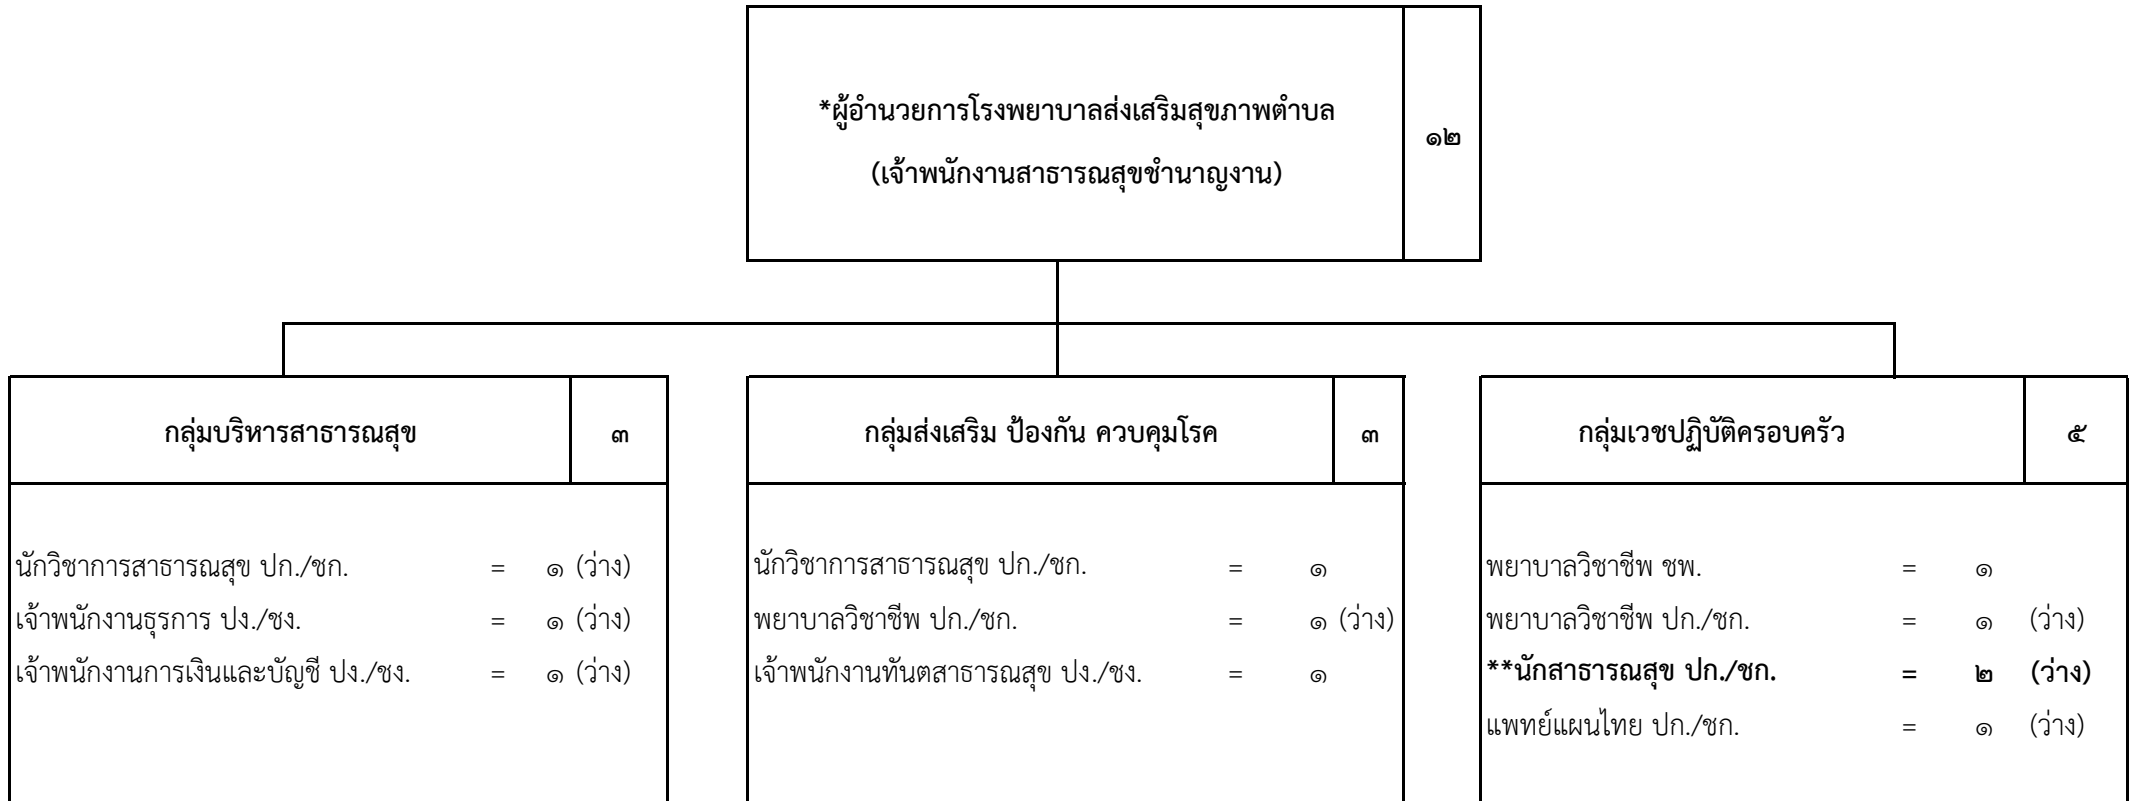 *ผู้อำนวยการโรงพยาบาลส่งเสริมสุขภาพตำบล
(เจ้าพนักงานสาธารณสุขชำนาญงาน)
๑๒
กลุ่มบริหารสาธารณสุข ๓
นักวิชาการสาธารณสุข ปก./ชก. = ๑ (ว่าง)
เจ้าพนักงานธุรการ ปง./ชง. = ๑ (ว่าง)
เจ้าพนักงานการเงินและบัญชี ปง./ชง. = ๑ (ว่าง)
กลุ่มส่งเสริม ป้องกัน ควบคุมโรค ๓
นักวิชาการสาธารณสุข ปก./ชก. = ๑
พยาบาลวิชาชีพ ปก./ชก. = ๑ (ว่าง)
เจ้าพนักงานทันตสาธารณสุข ปง./ชง. = ๑
กลุ่มเวชปฏิบัติครอบครัว ๕
พยาบาลวิชาชีพ ชพ. = ๑
พยาบาลวิชาชีพ ปก./ชก. = ๑ (ว่าง)
**นักสาธารณสุข ปก./ชก. = ๒ (ว่าง)
แพทย์แผนไทย ปก./ชก. = ๑ (ว่าง)